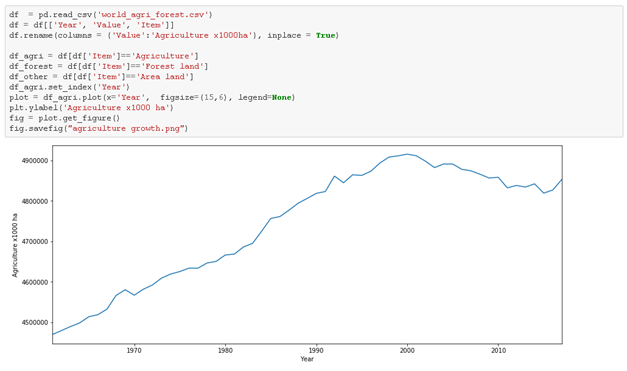 df  = pd.read_csv('world_agri_forest.csv')
df = df[['Year', 'Value', 'Item']]
df.rename(columns = {'Value':'Agriculture x1000ha'}, inplace = True)
df_agri = df[df['Item']=='Agriculture']
df_forest = df[df['Item']=='Forest land']
df_other = df[df['Item']=='Area land']
df_agri.set_index('Year')
plot = df_agri.plot(x='Year',  figsize=(15,6), legend=None)
plt.ylabel('Agriculture x1000 ha')
fig = plot.get_figure()
fig.savefig("agriculture growth.png")
4900000
4800000
4700000
4600000
4500000
Agriculture x1000 ha
1970 1980 1990 2000 2010
Year